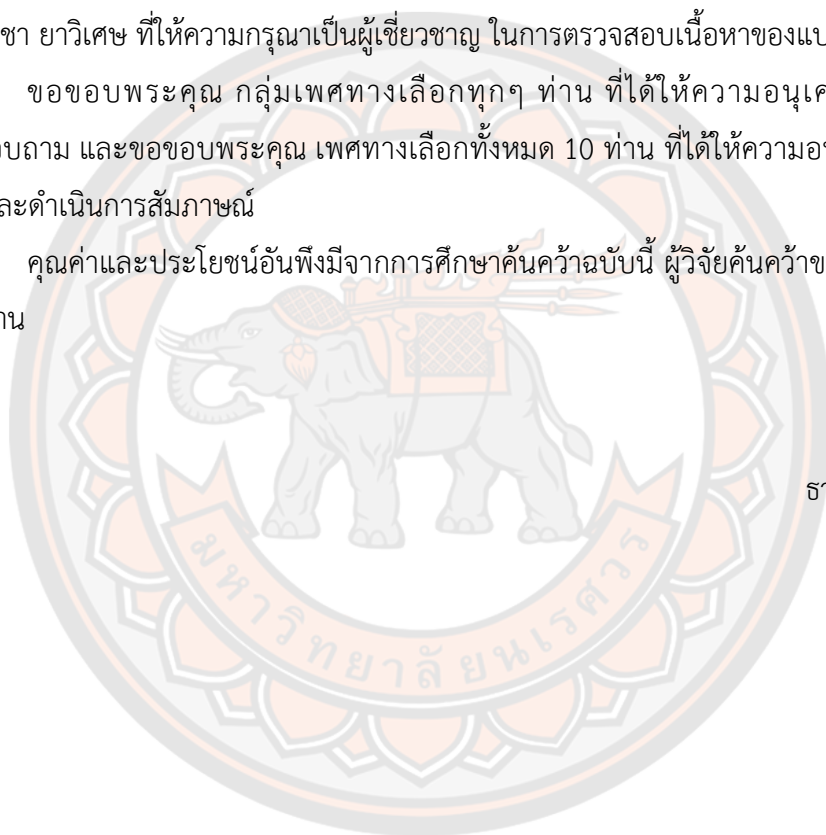 ชา ยาวิเศษ ที่ให้ความกรุณาเป็นผู้เชี่ยวชาญ ในการตรวจสอบเนื้อหาของแบ
ขอขอบพระคุณ กลุ่มเพศทางเลือกทุกๆ ท่าน ที่ได้ให้ความอนุเค
อบถาม และขอขอบพระคุณ เพศทางเลือกทั้งหมด 10 ท่าน ที่ได้ให้ความอน
ละดำเนินการสัมภาษณ์
คุณค่าและประโยชน์อันพึงมีจากการศึกษาค้นคว้าฉบับนี้ ผู้วิจัยค้นคว้าข
าน
ธา
มหาวิทยาลัยนเรศวร